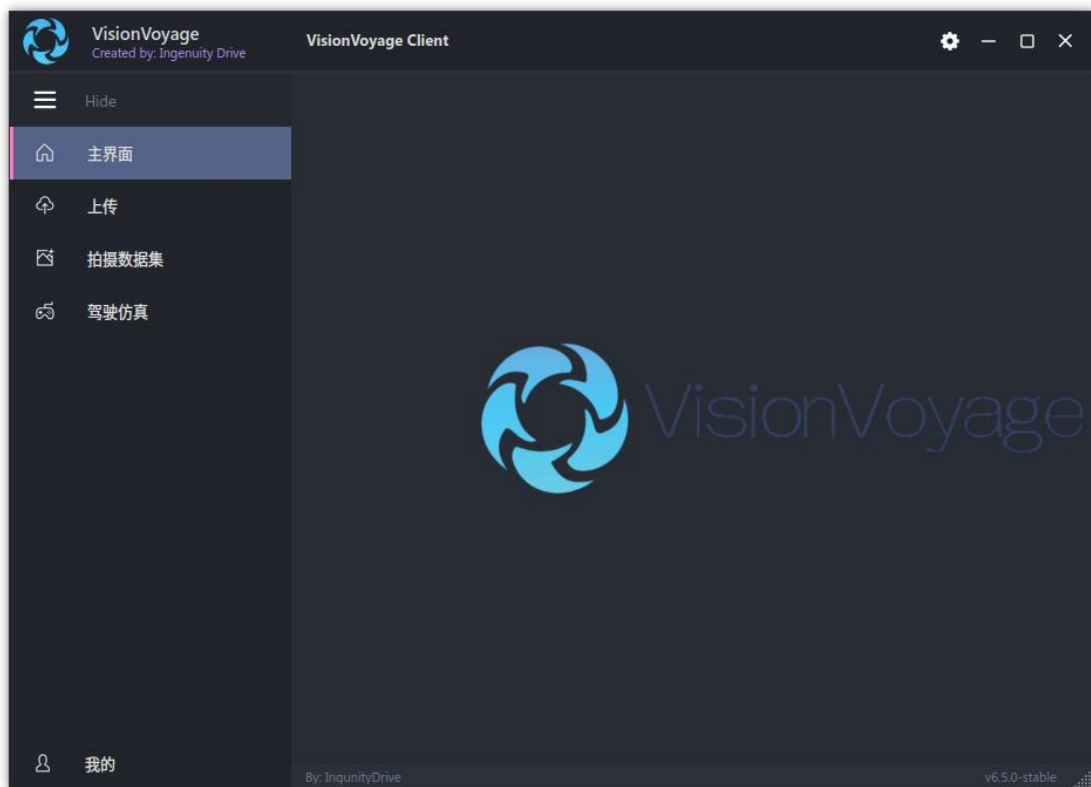 VisionVoyage
Created by: Ingenuity Drive
VisionVoyage Client
Hide
主界面
上传
拍摄数据集
驾驶仿真
VisionVoyage
我的
By: InqunityDrive
v6.5.0-stable